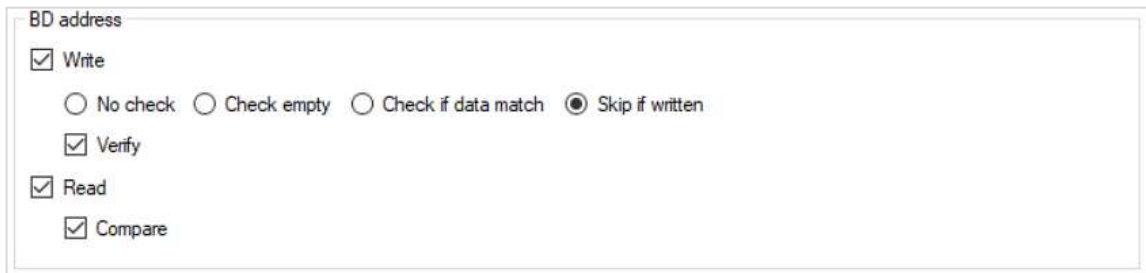 BD address
Write
No check Check empty Check if data match Skip if written
Verify
Read
Compare